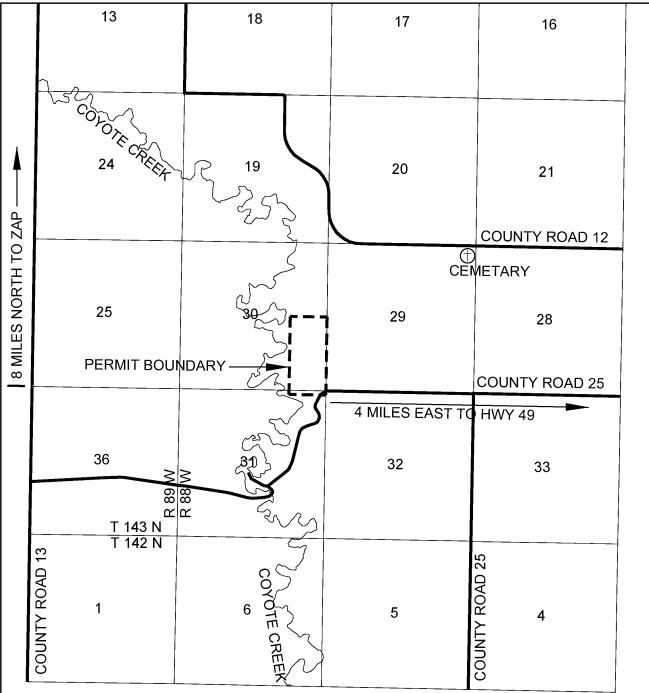 13
18
17
16
COYOTE CREEK
24
19
20
21
8 MILES NORTH TO ZAP
COUNTY ROAD 12
CEMETARY
25
30
29
28
PERMIT BOUNDARY
COUNTY ROAD 25
4 MILES EAST TO HWY 49
36
31
32
33
R 89 W
R 88 W
T 143 N
T 142 N
COUNTY ROAD 13
1
6
5
4
COYOTE CREEK
COUNTY ROAD 25